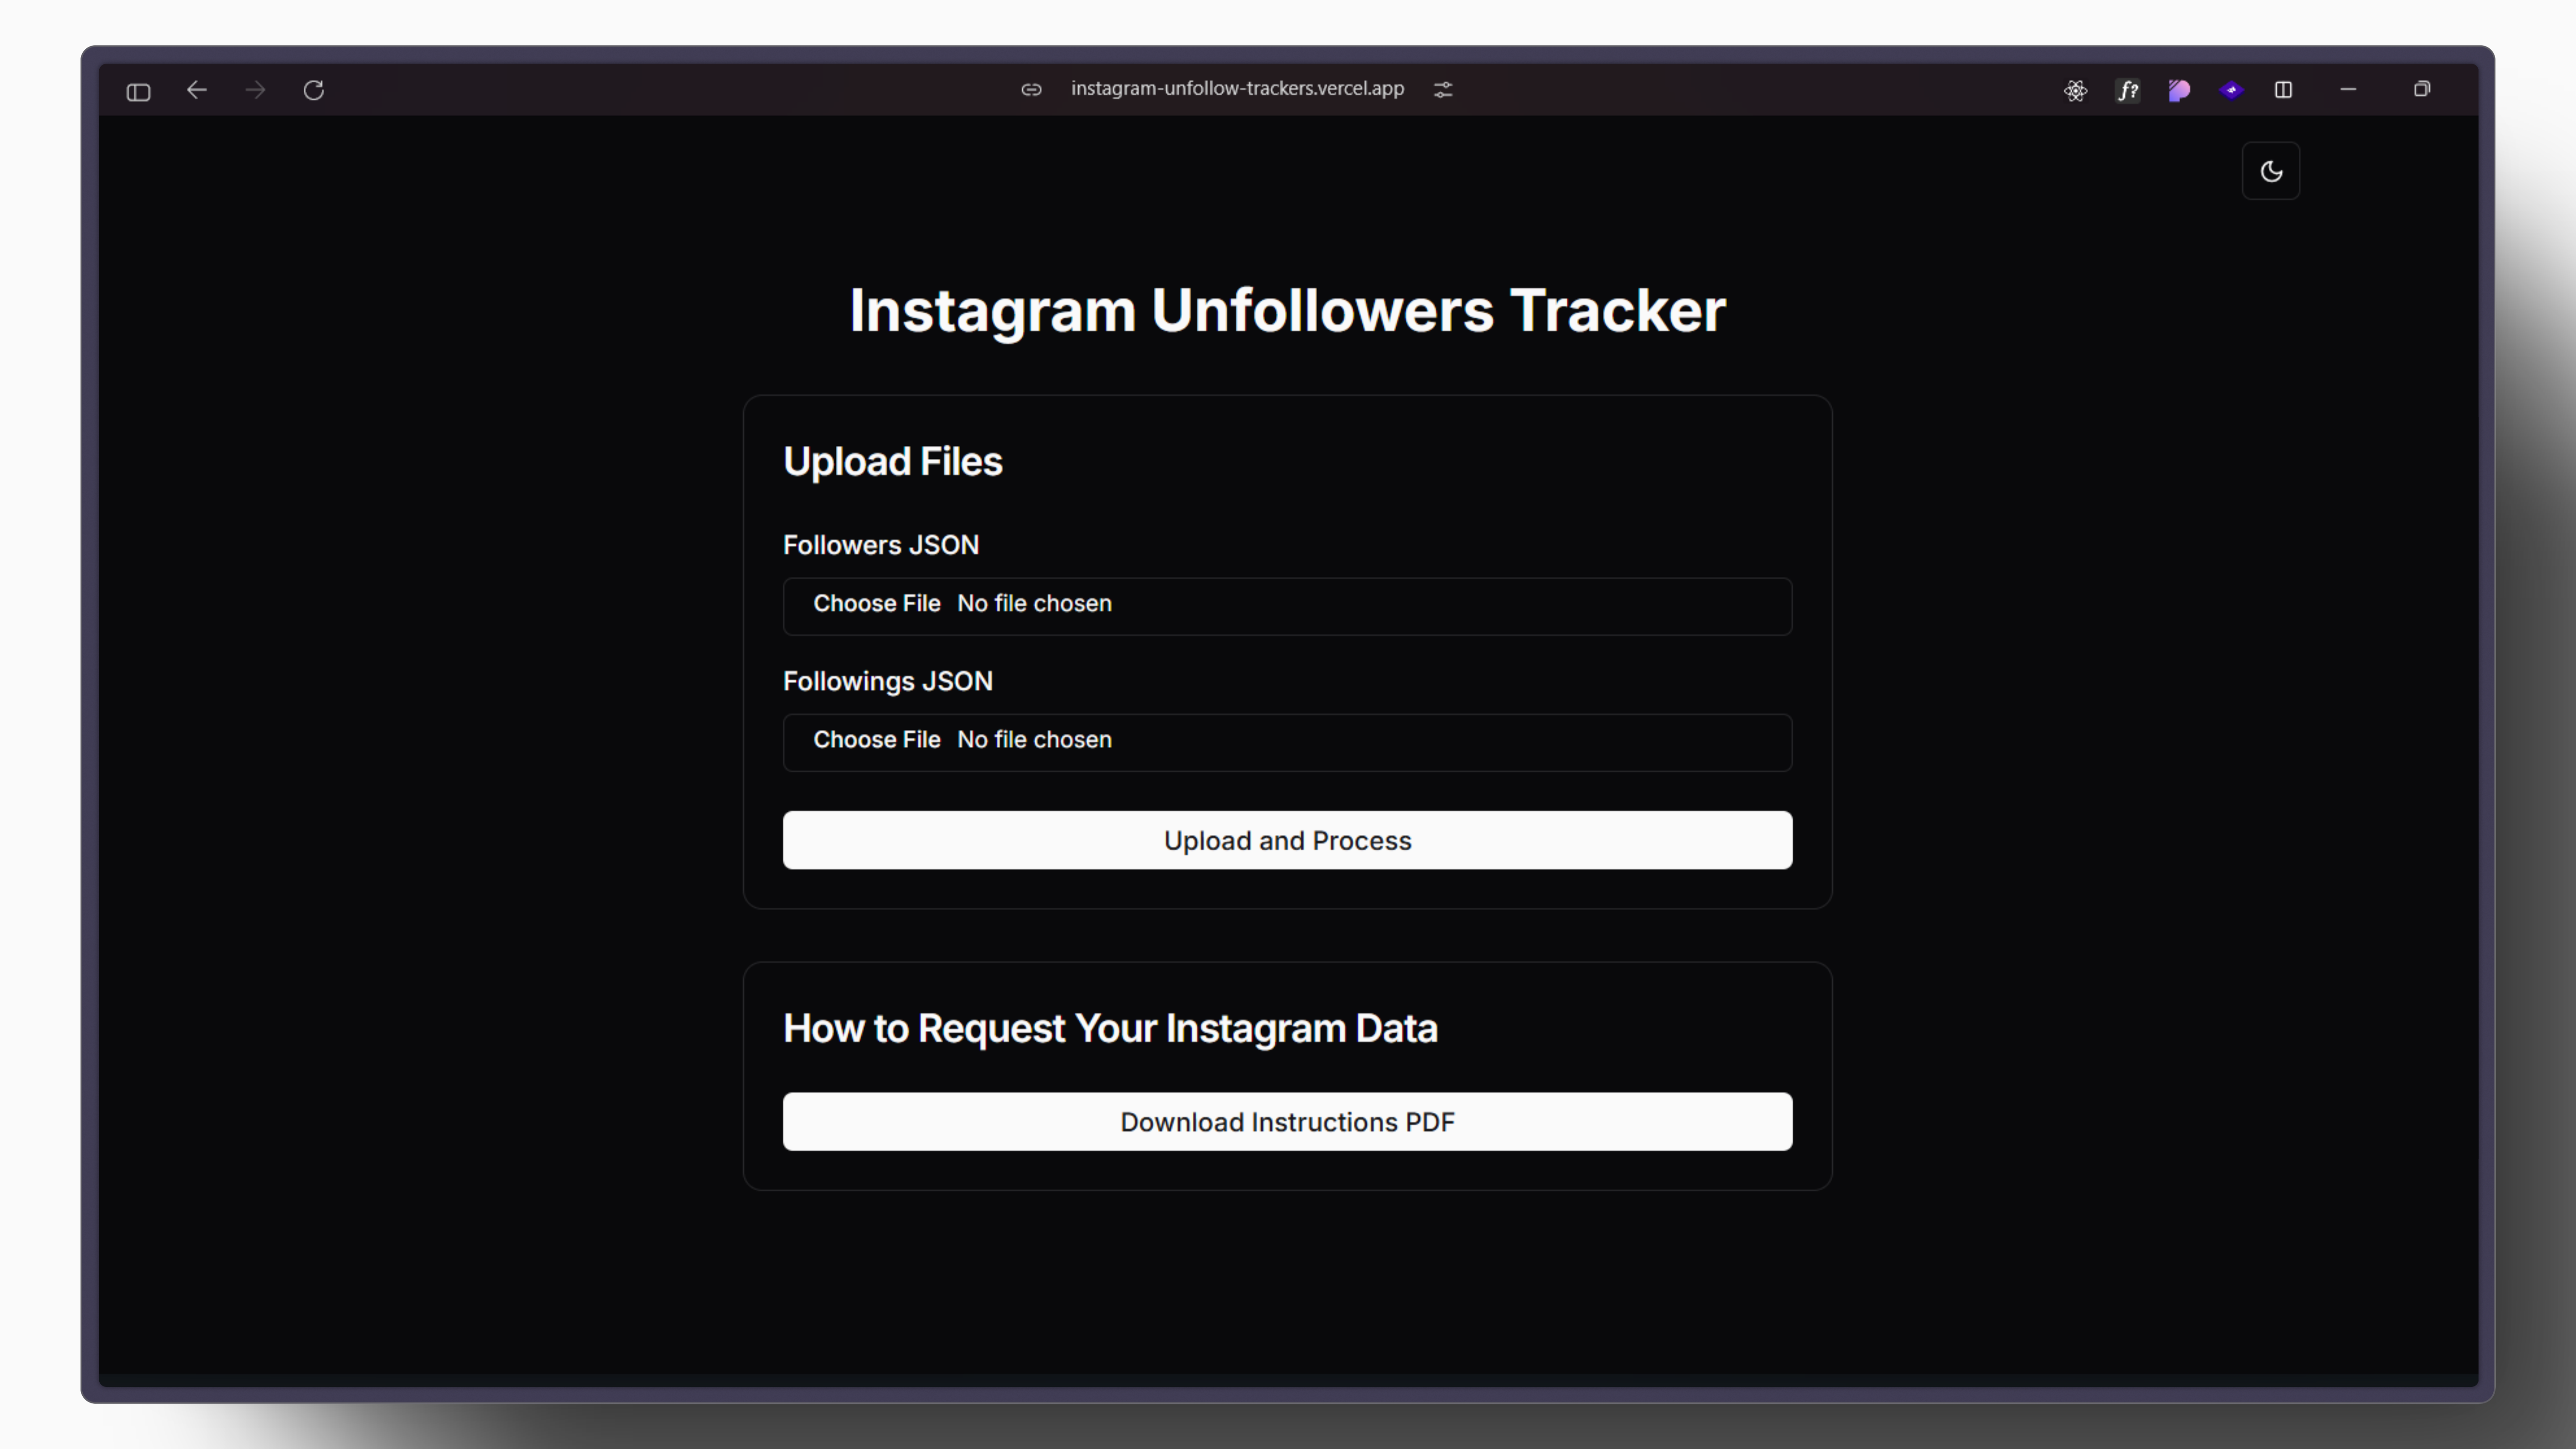 instagram-unfollow-trackers.vercel.app
f?
Instagram Unfollowers Tracker
Upload Files
Followers JSON
Choose File No file chosen
Followings JSON
Choose File No file chosen
Upload and Process
How to Request Your Instagram Data
Download Instructions PDF